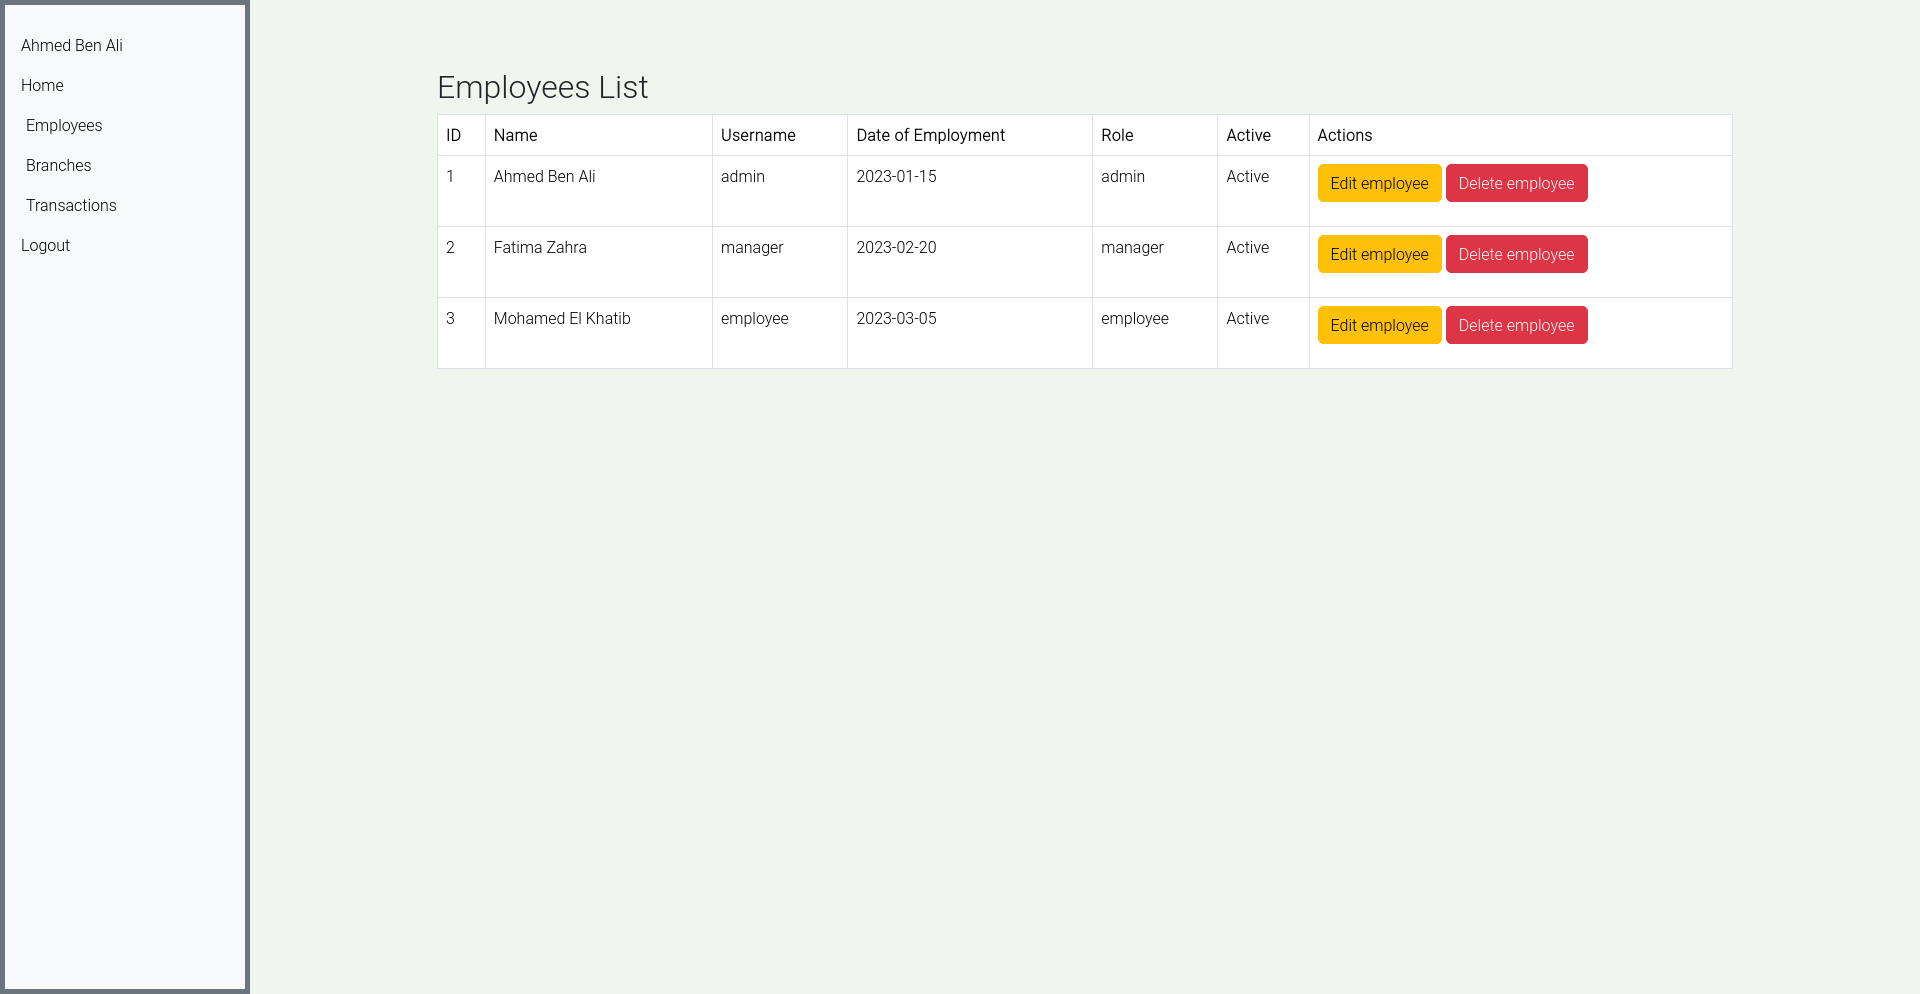 Ahmed Ben Ali
Home
Employees
Branches
Transactions
Logout
Employees List
ID Name Username Date of Employment Role Active Actions
1 Ahmed Ben Ali admin 2023-01-15 admin Active Edit employee Delete employee
2 Fatima Zahra manager 2023-02-20 manager Active Edit employee Delete employee
3 Mohamed El Khatib employee 2023-03-05 employee Active Edit employee Delete employee